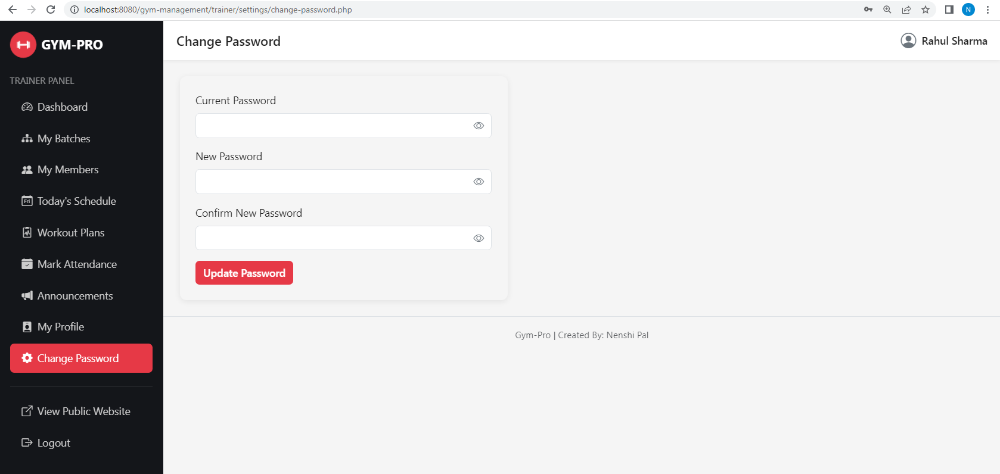 localhost:8080/gym-management/trainer/settings/change-password.php
N
GYM-PRO
TRAINER PANEL
Dashboard
My Batches
My Members
Fri
Today's Schedule
Workout Plans
Mark Attendance
Announcements
My Profile
Change Password
View Public Website
Logout
Change Password
Rahul Sharma
Current Password
New Password
Confirm New Password
Update Password
Gym-Pro | Created By: Nenshi Pal